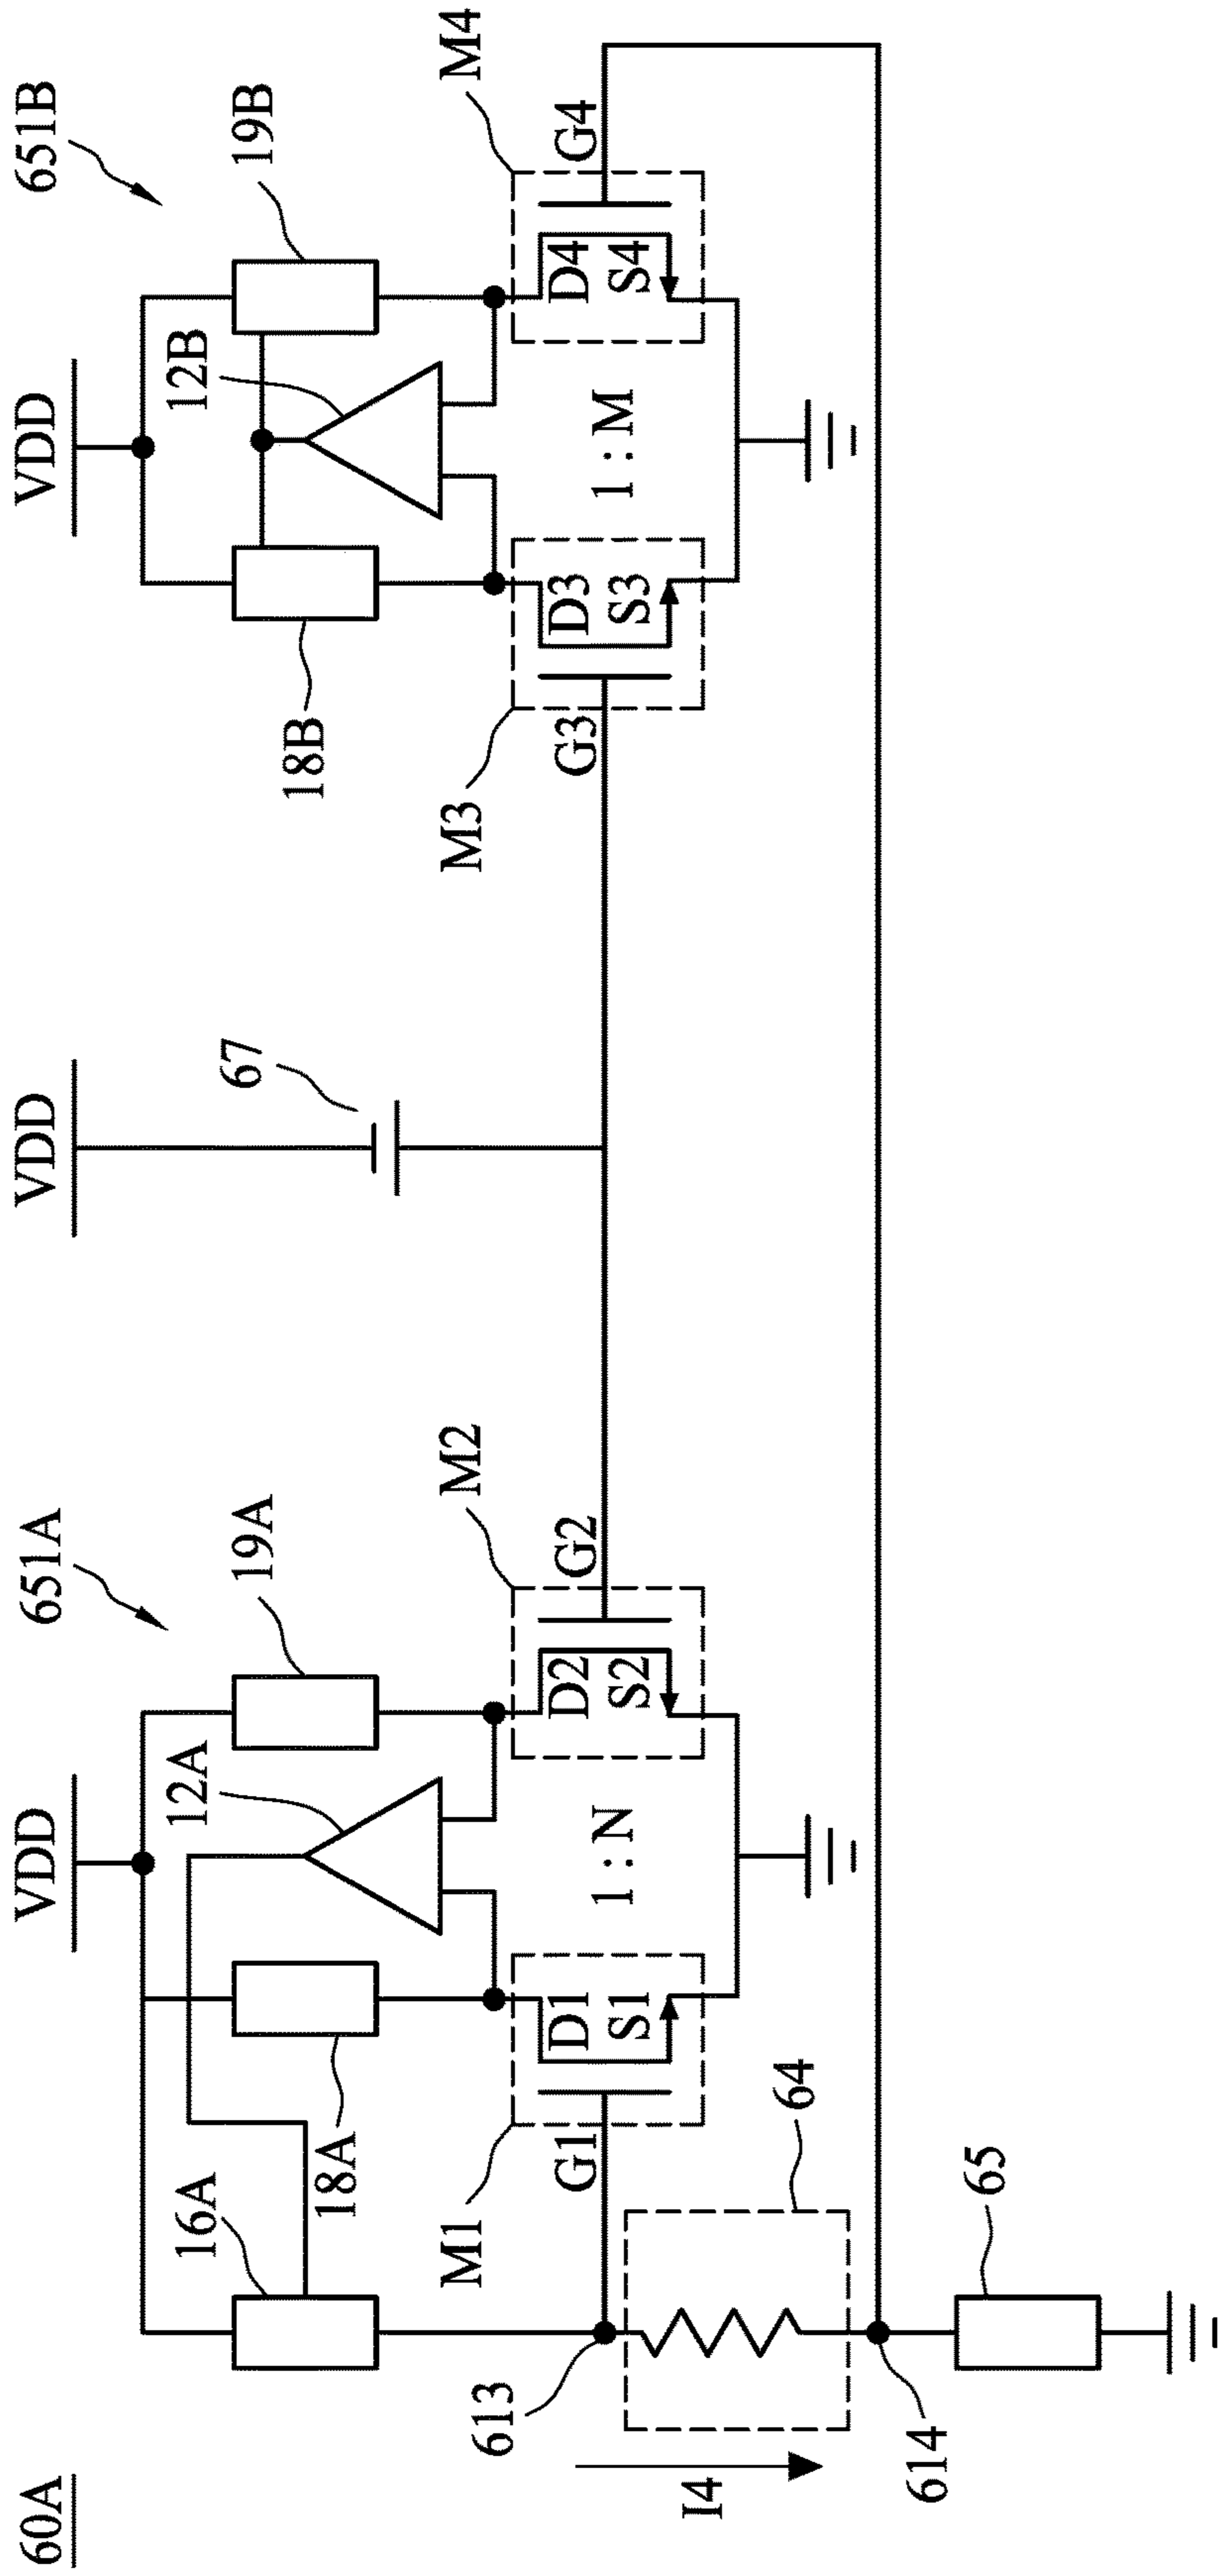 60A
VDD
651A
VDD
VDD
651B
16A
18A
12A
19A
67
18B
12B
19B
M1
M2
M3
M4
G1
D1
S1
1 : N
D2
S2
G2
G3
D3
S3
1 : M
D4
S4
G4
613
I4
64
614
65